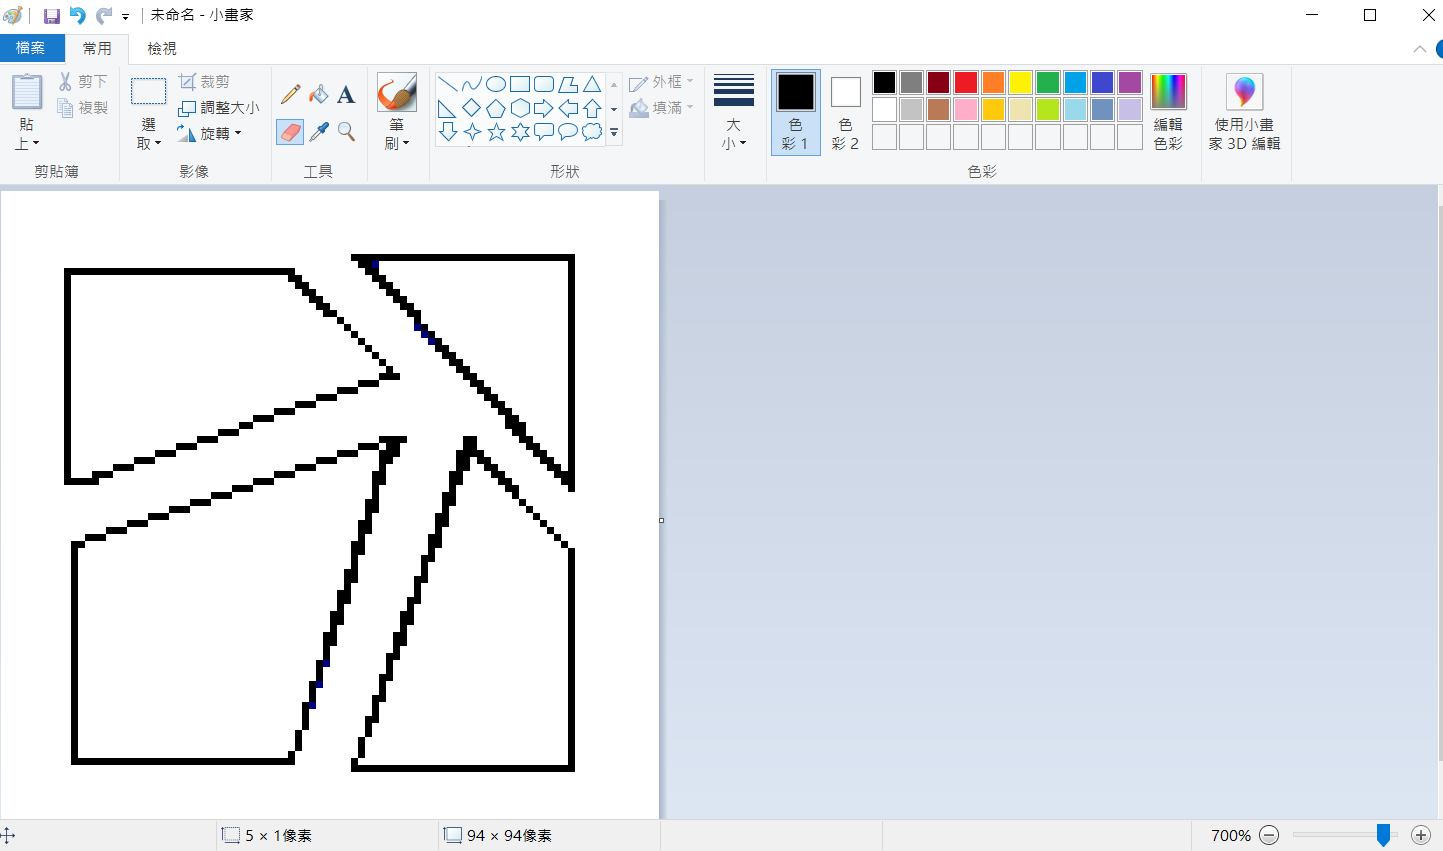 未命名 - 小畫家
檔案 常用 檢視
貼上
剪下
複製
剪貼簿
選取
裁剪
調整大小
旋轉
影像
A
工具
筆刷
外框
填滿
形狀
大小
色彩 1
色彩 2
編輯色彩
色彩
使用小畫家 3D 編輯
5 × 1像素
94 × 94像素
700%